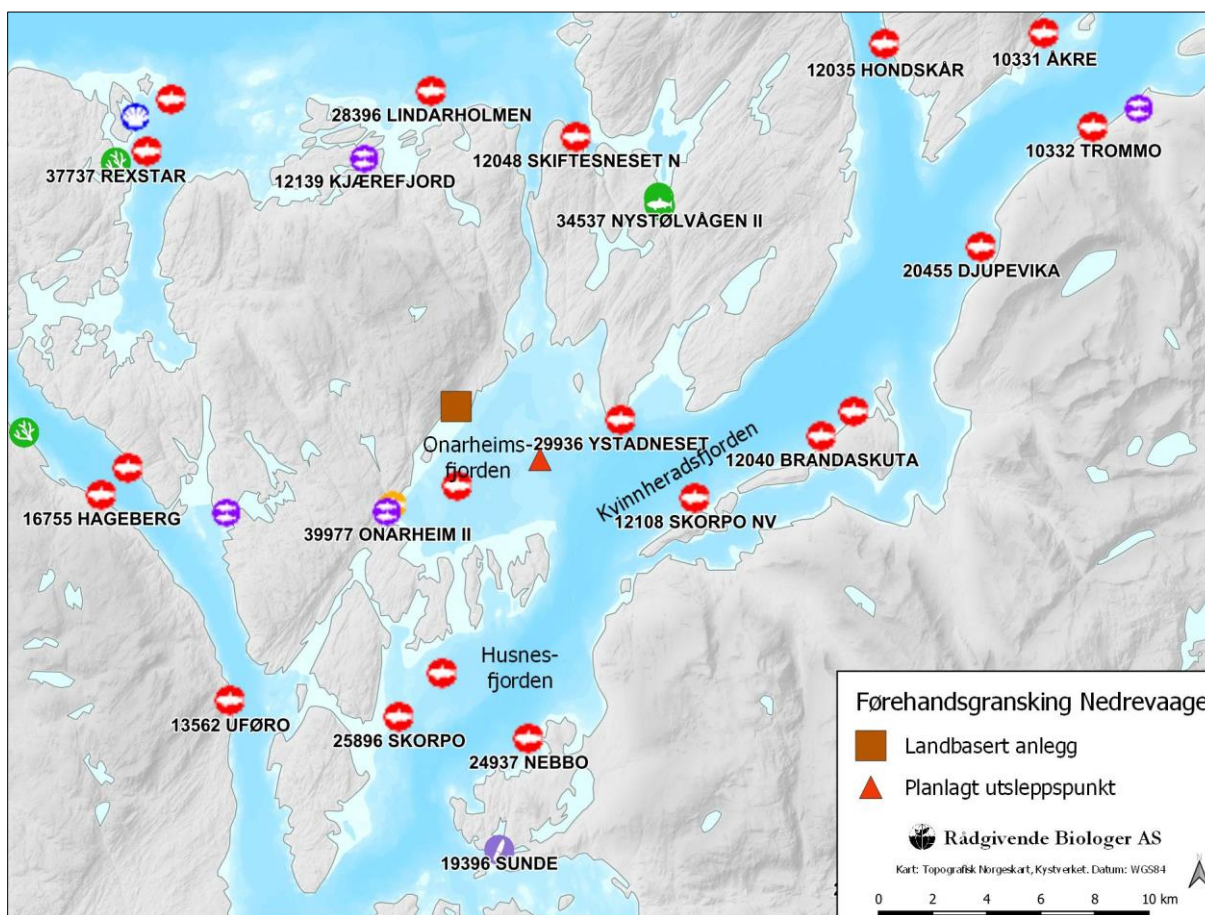 10331 ÅKRE
12035 HONDSKÅR
28396 LINDARHOLMEN
10332 TROMMO
12048 SKIFTESNESET N
37737 REXSTAR
12139 KJÆREFJORD
34537 NYSTØLVÅGEN II
20455 DJUPEVIKA
Onarheims-
fjorden
29936 YSTADNESET
Kvinnheradsfjorden
12040 BRANDASKUTA
16755 HAGEBERG
39977 ONARHEIM II
12108 SKORPO NV
Husnes-
fjorden
13562 UFØRO
25896 SKORPO
24937 NEBBO
19396 SUNDE
Førehandsgransking Nedrevaage
Landbasert anlegg
Planlagt utsleppspunkt
Rådgivende Biologer AS
Kart: Topografisk Norgeskart, Kystverket. Datum: WGS84
0 2 4 6 8 10 km